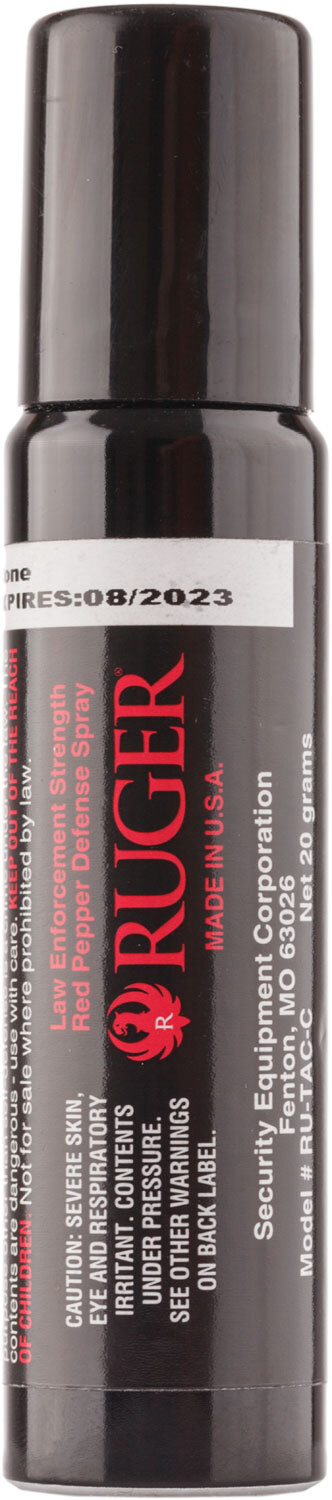 one
PIRES:08/2023
contents are dangerous - use with care. KEEP OUT OF THE REACH
OF CHILDREN. Not for sale where prohibited by law.
Law Enforcement Strength
Red Pepper Defense Spray
R RUGER®
MADE IN U.S.A.
CAUTION: SEVERE SKIN,
EYE AND RESPIRATORY
IRRITANT. CONTENTS
UNDER PRESSURE.
SEE OTHER WARNINGS
ON BACK LABEL.
Security Equipment Corporation
Fenton, MO 63026
Model # RU-TAC-C Net 20 grams